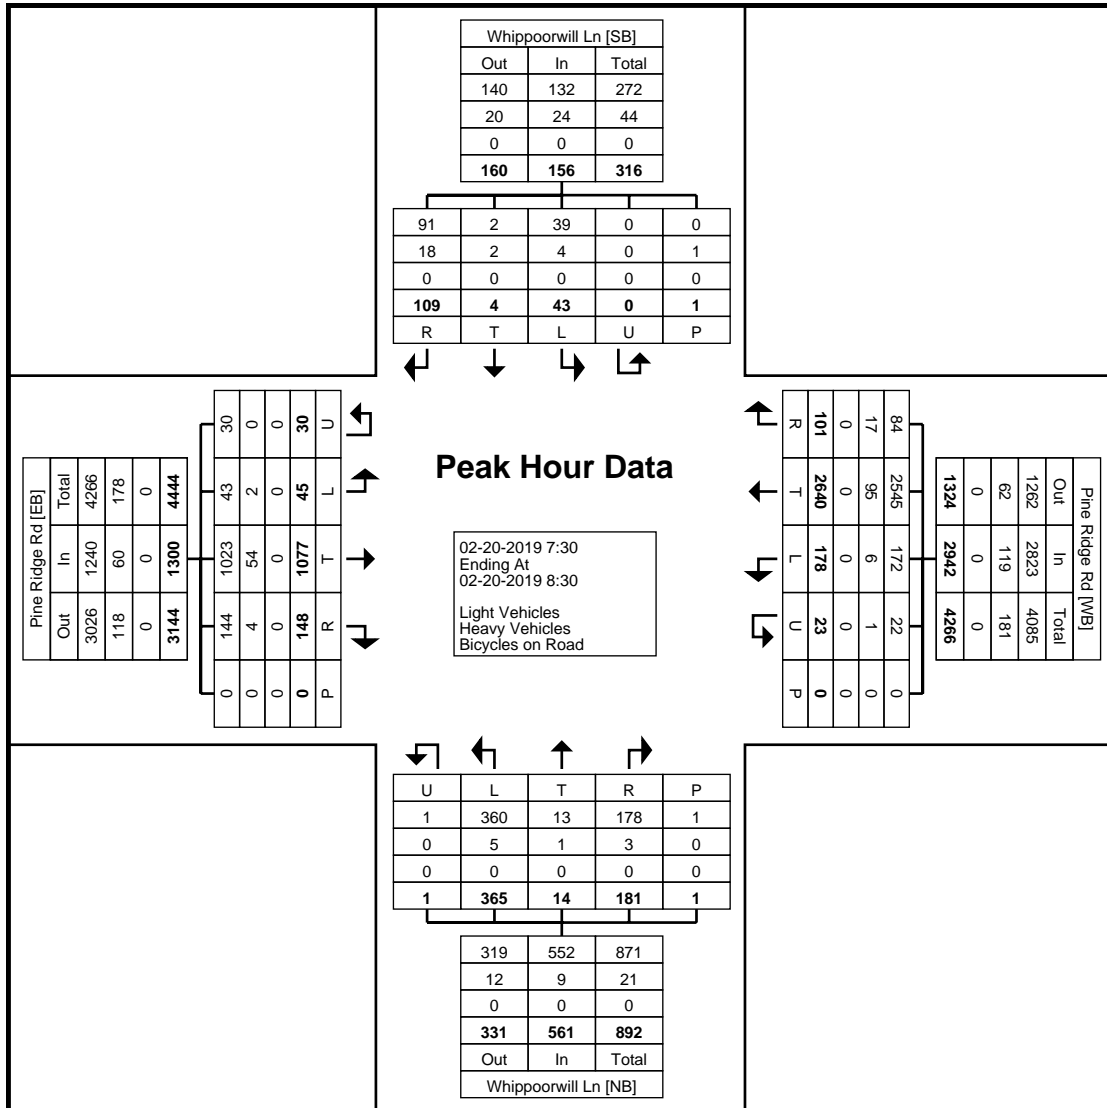 Whippoorwill Ln [SB]
Out In Total
140 132 272
20 24 44
0 0 0
160 156 316
91 2 39 0 0
18 2 4 0 1
0 0 0 0 0
109 4 43 0 1
R T L U P
Pine Ridge Rd [EB]
Total In Out
4266 1240 3026
178 60 118
0 0 0
4444 1300 3144
30 43 1023 144 0
0 2 54 4 0
0 0 0 0 0
30 45 1077 148 0
U L T R P
Peak Hour Data
02-20-2019 7:30
Ending At
02-20-2019 8:30
Light Vehicles
Heavy Vehicles
Bicycles on Road
R T L U P
101 2640 178 23 0
0 0 0 0 0
17 95 6 1 0
84 2545 172 22 0
1324 2942 4266
0 0 0
62 119 181
1262 2823 4085
Out In Total
Pine Ridge Rd [WB]
U L T R P
1 360 13 178 1
0 5 1 3 0
0 0 0 0 0
1 365 14 181 1
319 552 871
12 9 21
0 0 0
331 561 892
Out In Total
Whippoorwill Ln [NB]